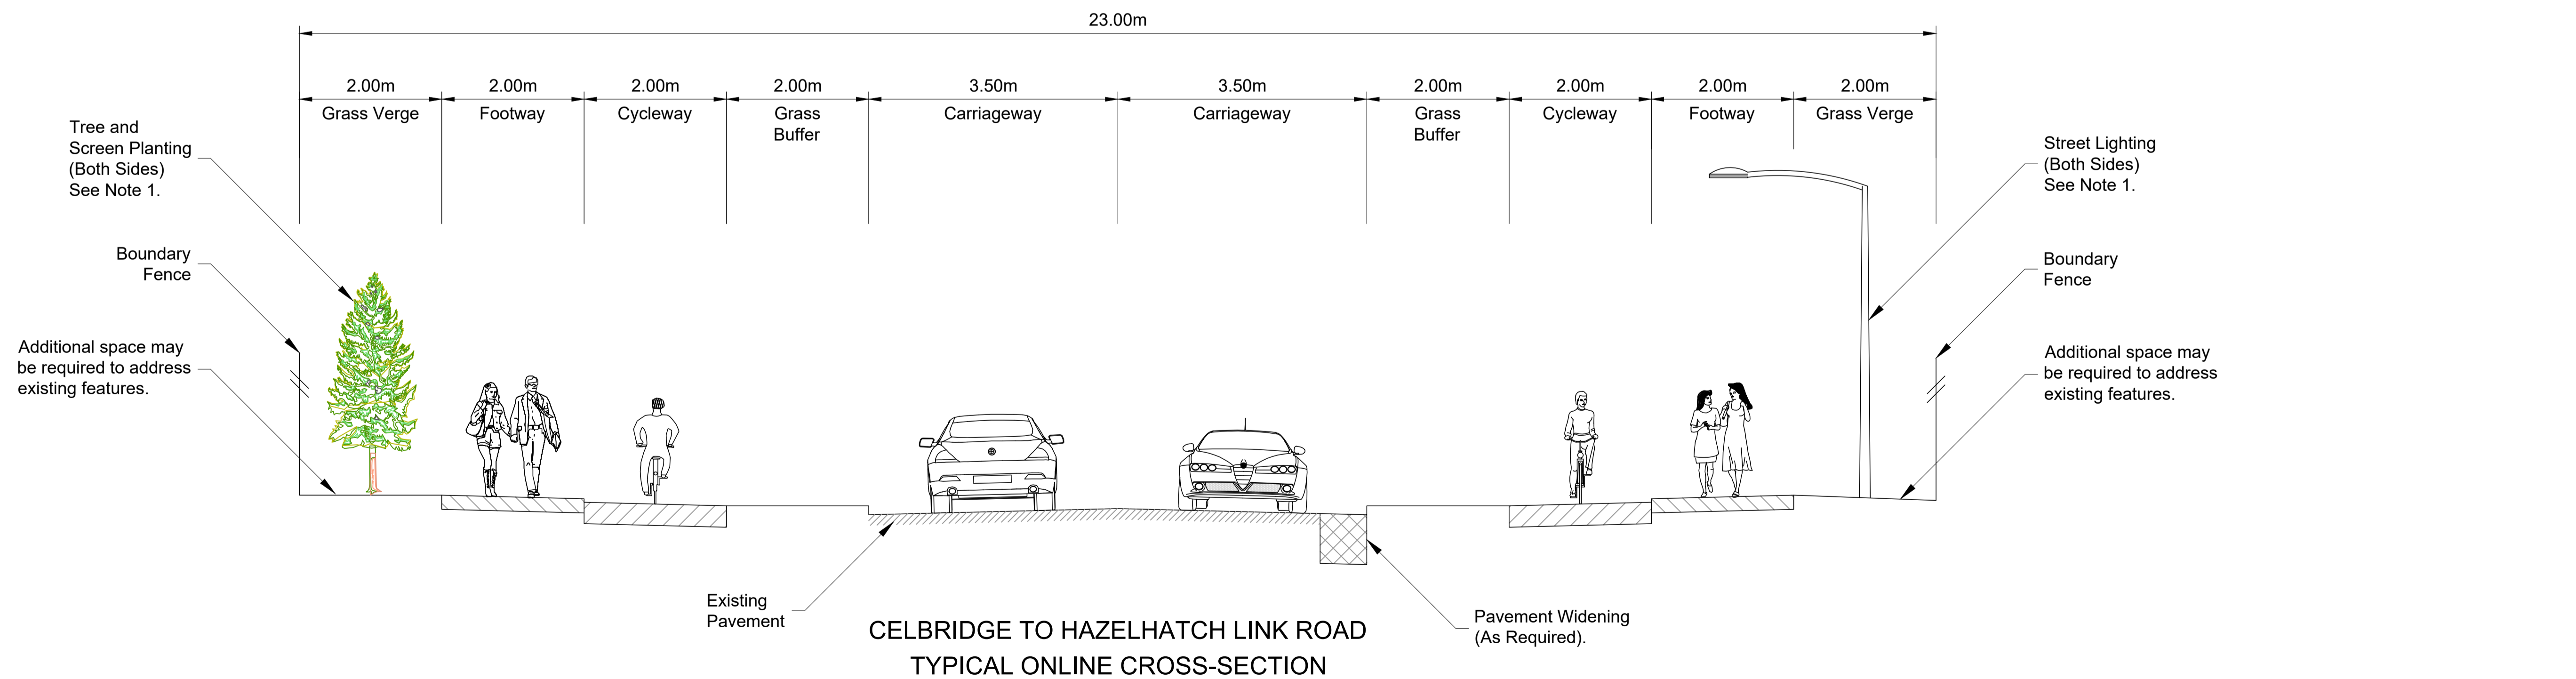 23.00m
2.00m 2.00m 2.00m 2.00m 3.50m 3.50m 2.00m 2.00m 2.00m 2.00m
Grass Verge Footway Cycleway Grass Carriageway Carriageway Grass Cycleway Footway Grass Verge
Buffer Buffer
Tree and
Screen Planting
(Both Sides)
See Note 1.
Boundary
Fence
Additional space may
be required to address
existing features.
Street Lighting
(Both Sides)
See Note 1.
Boundary
Fence
Additional space may
be required to address
existing features.
Existing
Pavement
Pavement Widening
(As Required).
CELBRIDGE TO HAZELHATCH LINK ROAD
TYPICAL ONLINE CROSS-SECTION